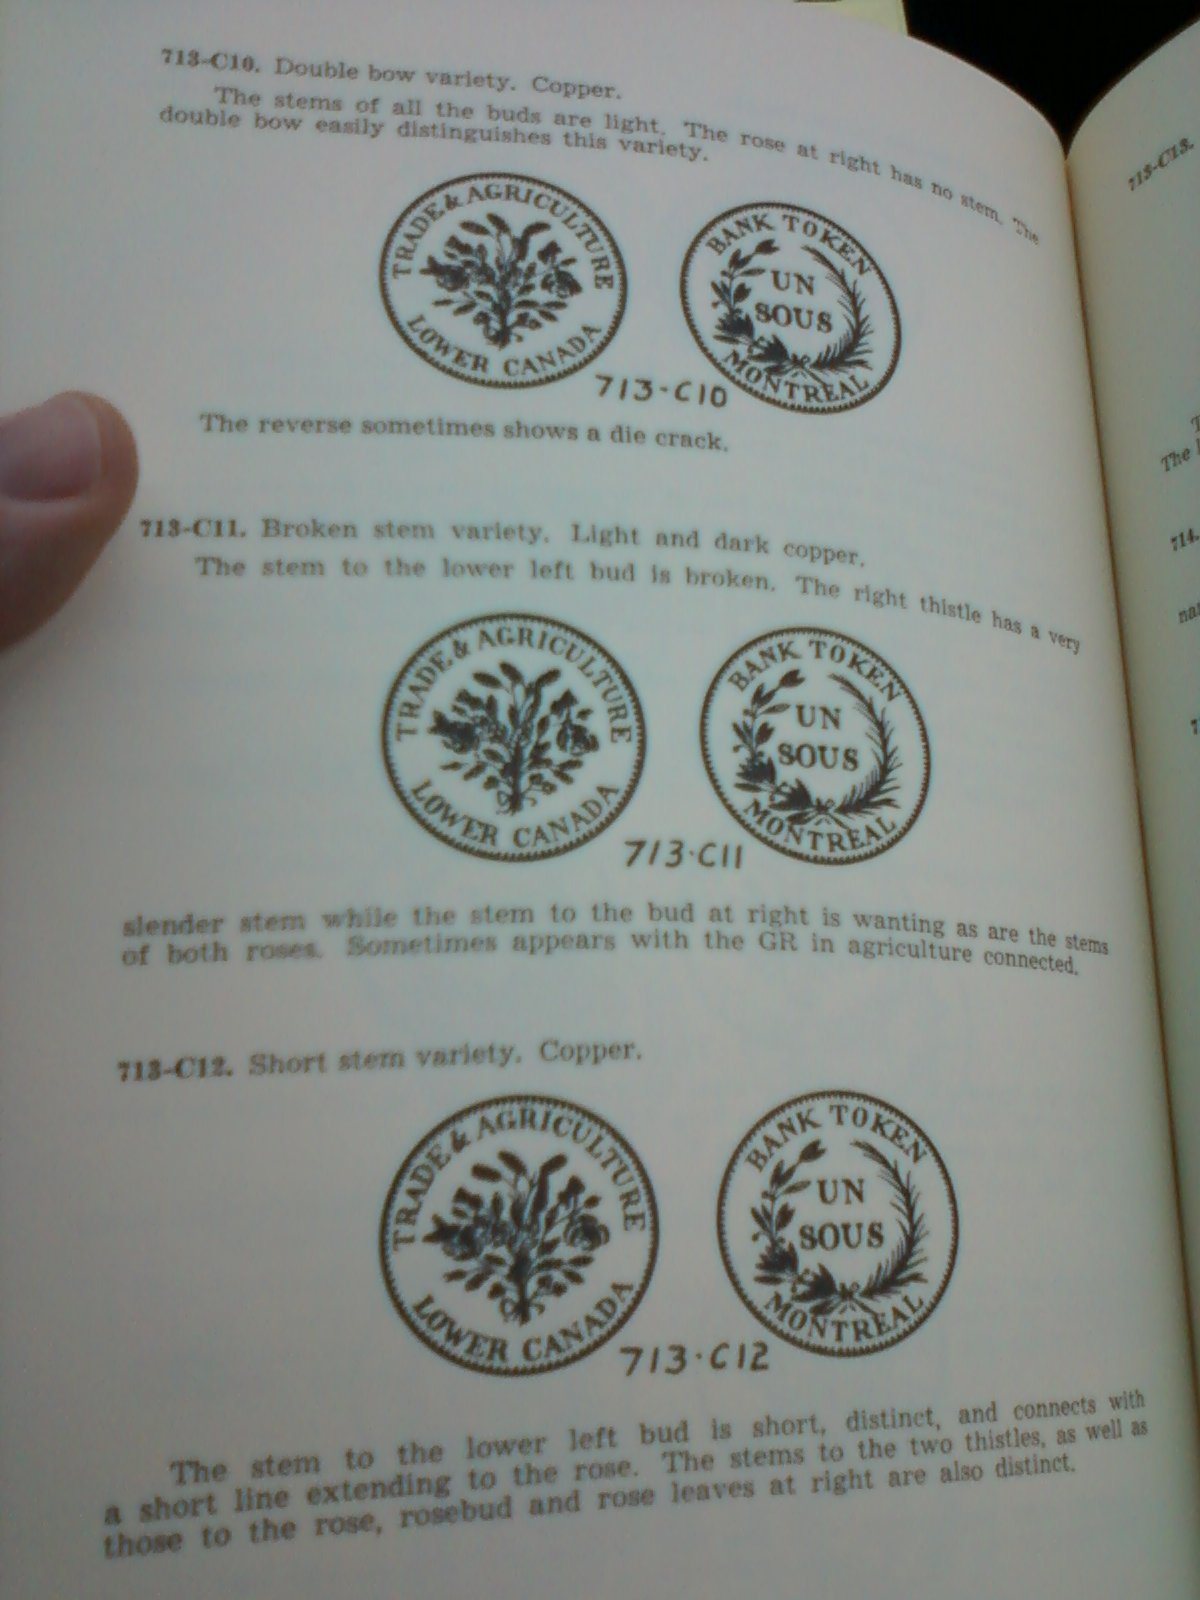 713-C10. Double bow variety. Copper.
The stems of all the buds are light. The rose at right has no stem. The
double bow easily distinguishes this variety.
TRADE & AGRICULTURE
LOWER CANADA
BANK TOKEN
UN
SOUS
MONTREAL
713-C10
The reverse sometimes shows a die crack.
713-C11. Broken stem variety. Light and dark copper.
The stem to the lower left bud is broken. The right thistle has a very
TRADE & AGRICULTURE
LOWER CANADA
BANK TOKEN
UN
SOUS
MONTREAL
713·C11
slender stem while the stem to the bud at right is wanting as are the stems
of both roses. Sometimes appears with the GR in agriculture connected.
713-C12. Short stem variety. Copper.
TRADE & AGRICULTURE
LOWER CANADA
BANK TOKEN
UN
SOUS
MONTREAL
713·C12
The stem to the lower left bud is short, distinct, and connects with
a short line extending to the rose. The stems to the two thistles, as well as
those to the rose, rosebud and rose leaves at right are also distinct.
713-C13.
The
714.